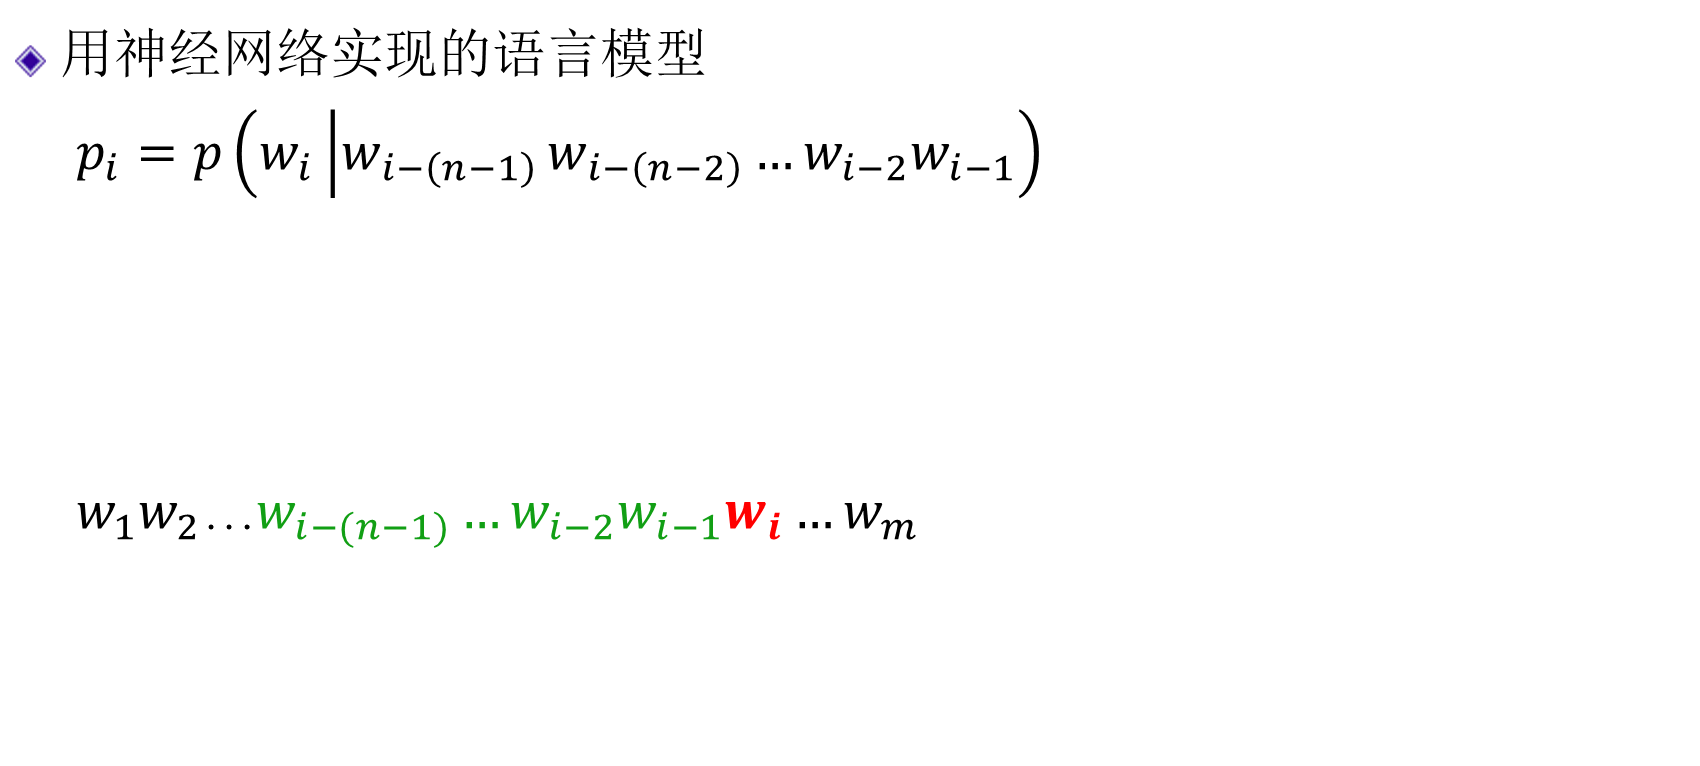 用神经网络实现的语言模型
p_i = p(w_i | w_{i-(n-1)} w_{i-(n-2)} … w_{i-2} w_{i-1})
w_1 w_2 … w_{i-(n-1)} … w_{i-2} w_{i-1} w_i … w_m